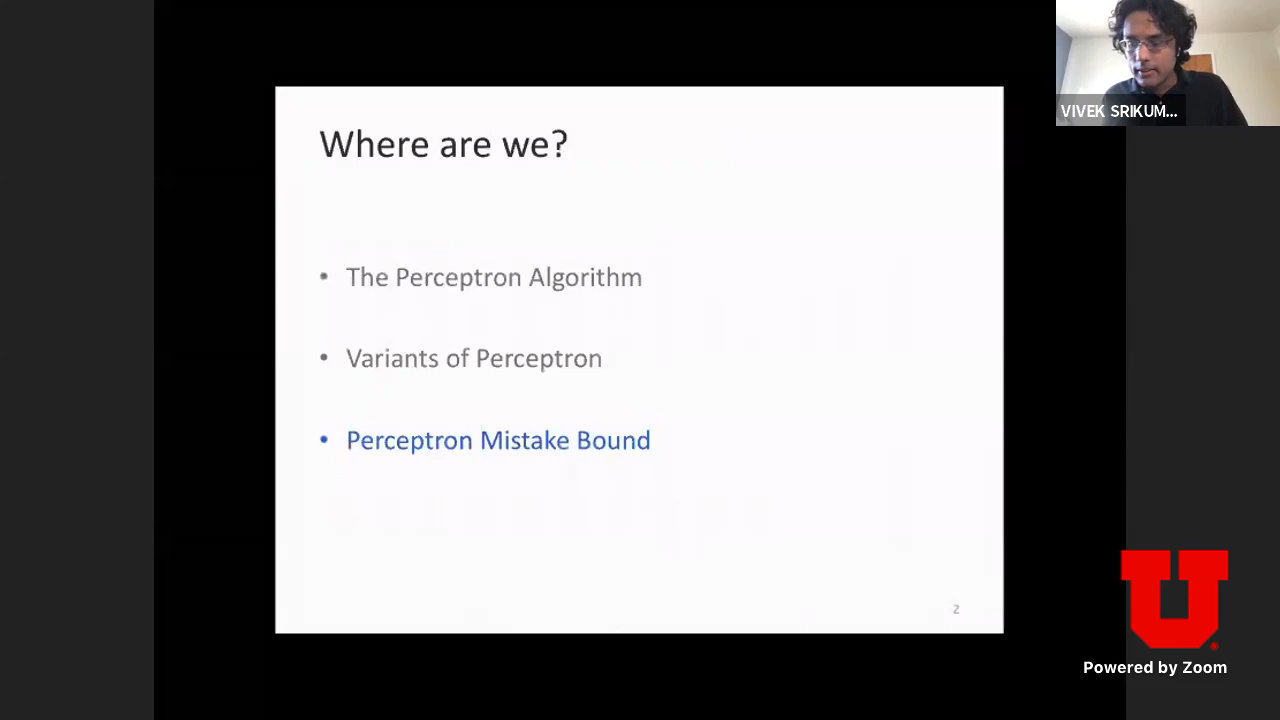 VIVEK SRIKUM...
Where are we?
• The Perceptron Algorithm
• Variants of Perceptron
• Perceptron Mistake Bound
2
U
Powered by Zoom